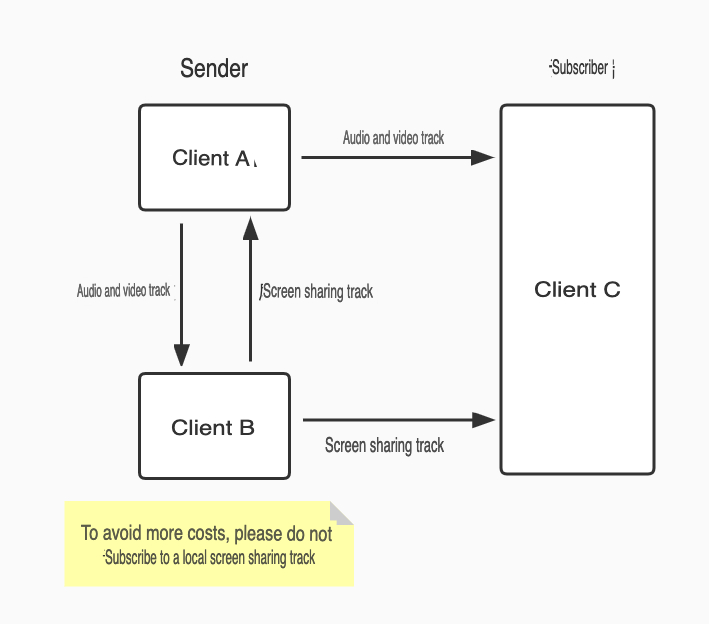 Sender
Subscriber
Client A
Audio and video track
Client C
Audio and video track
Screen sharing track
Client B
Screen sharing track
To avoid more costs, please do not
Subscribe to a local screen sharing track